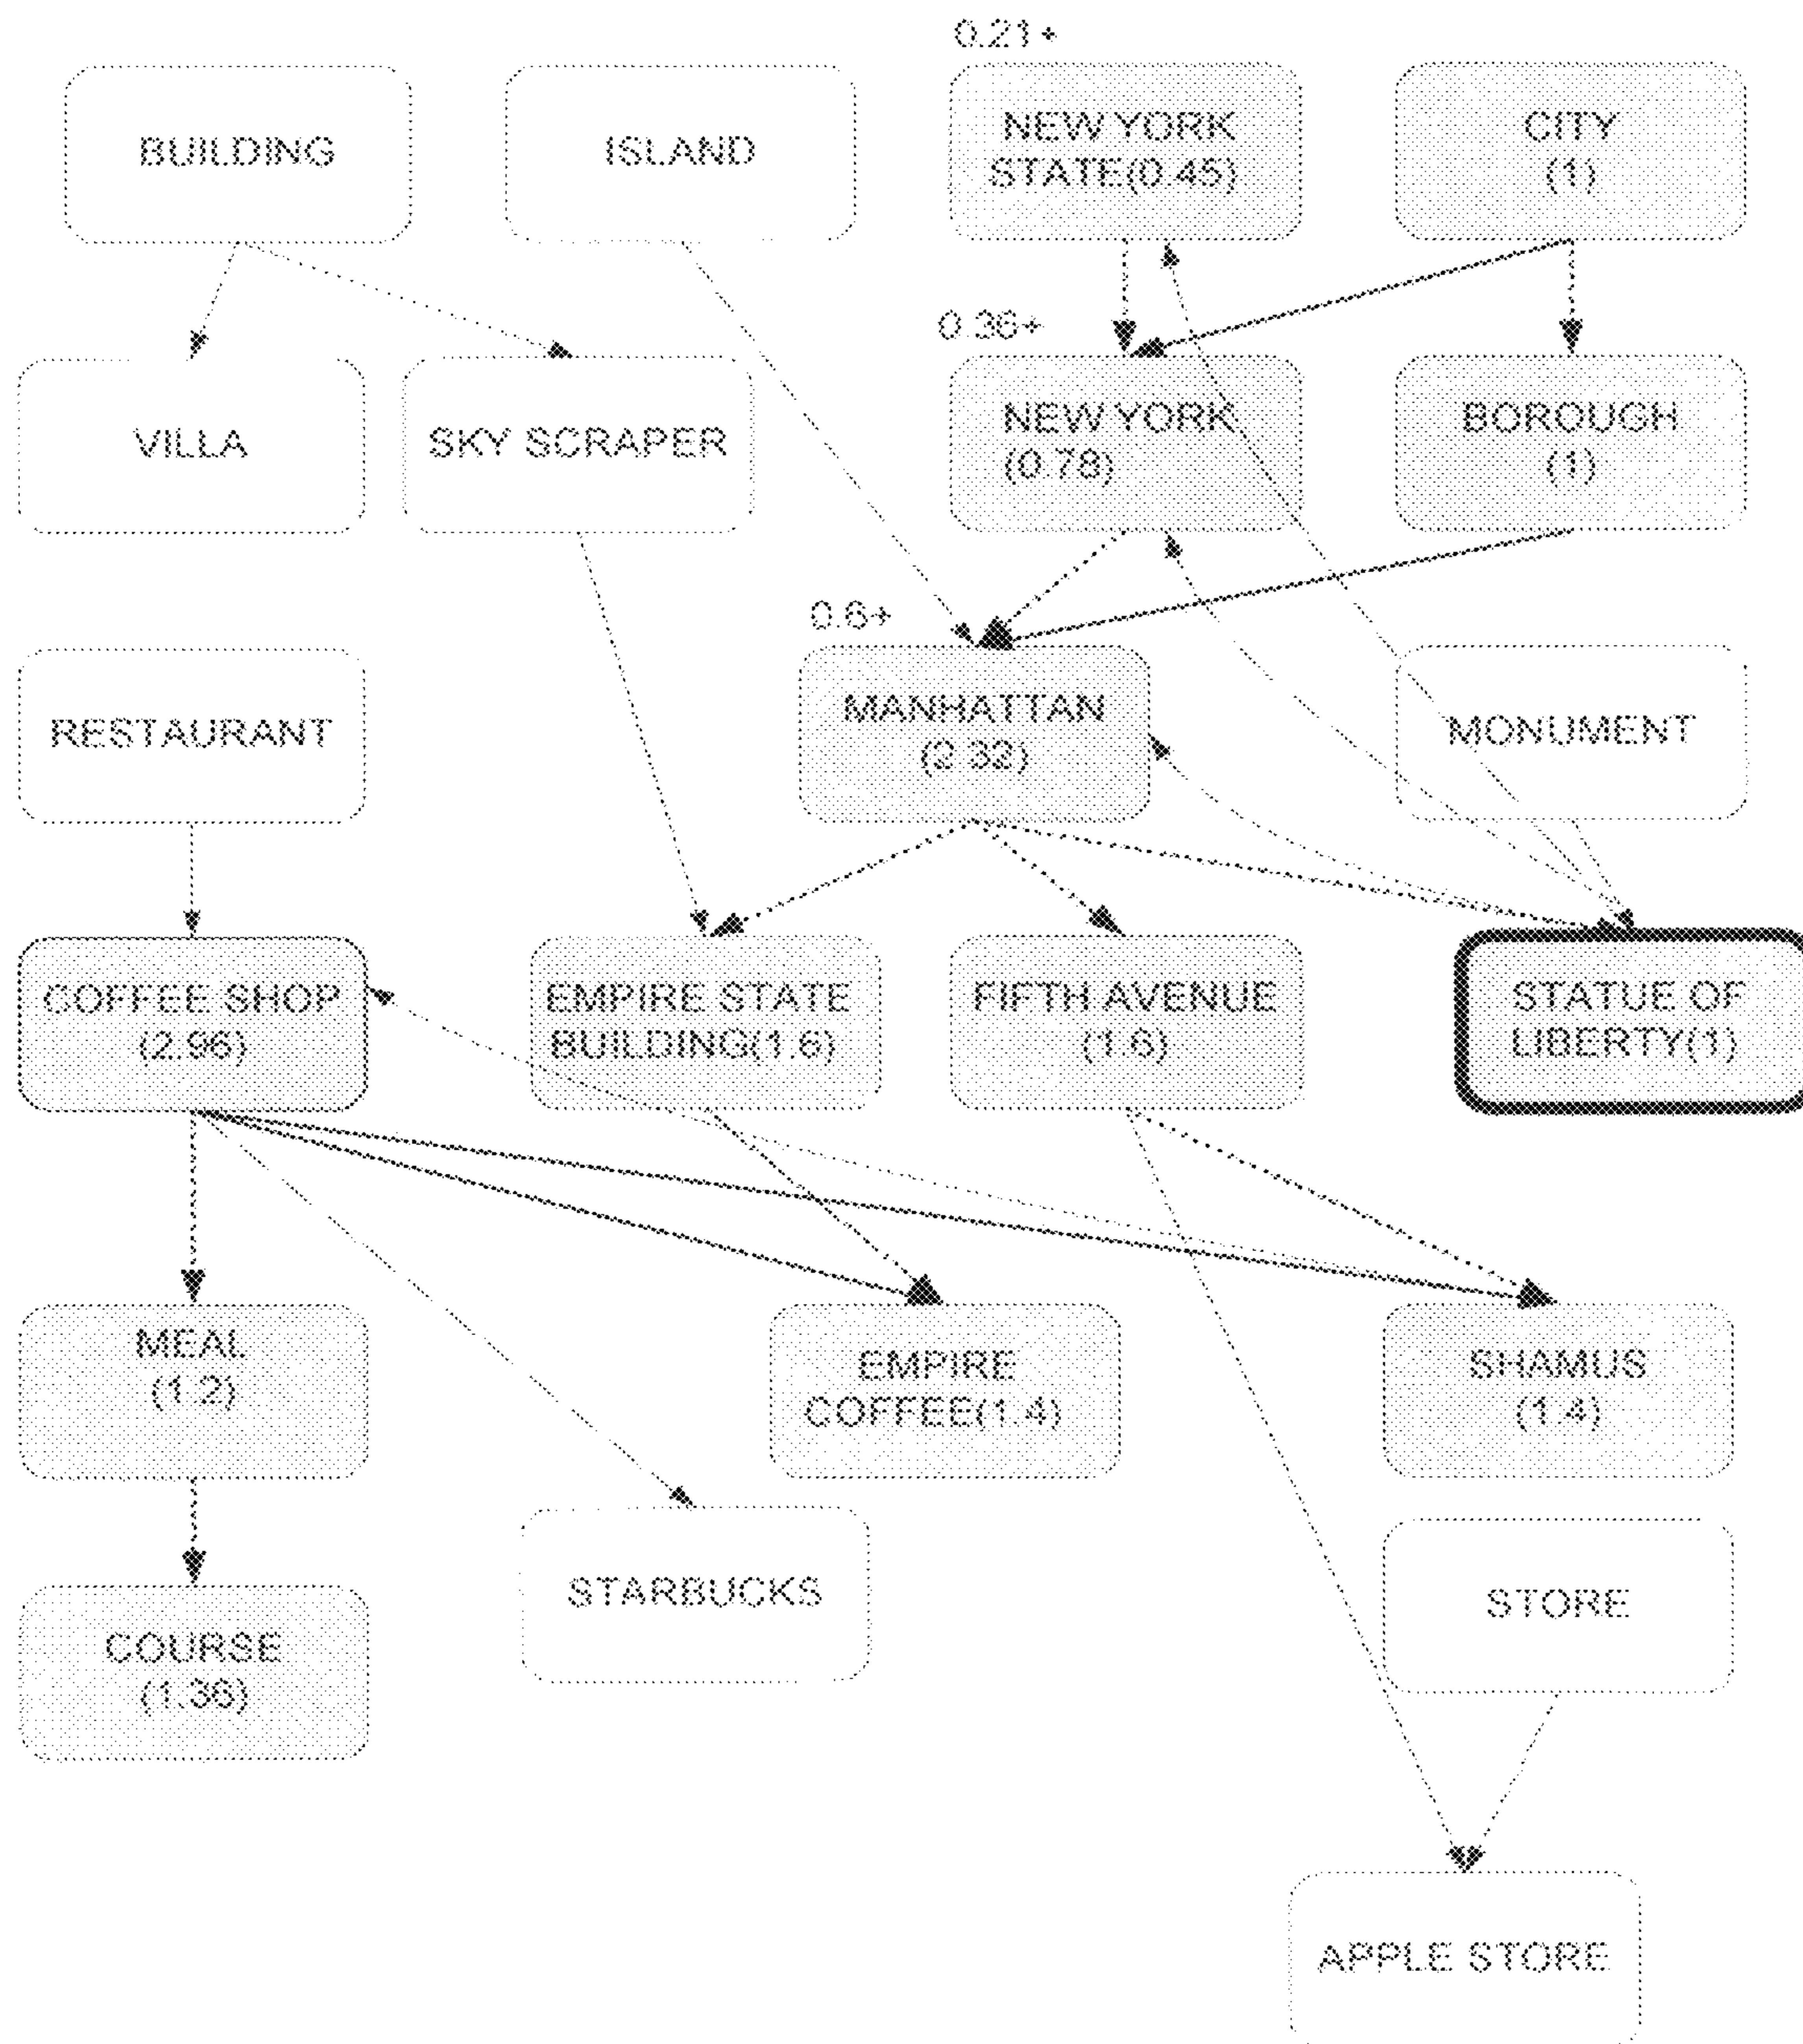 0.21+
BUILDING
ISLAND
NEW YORK
STATE(0.45)
CITY
(1)
0.36+
VILLA
SKY SCRAPER
NEW YORK
(0.78)
BOROUGH
(1)
0.6+
RESTAURANT
MANHATTAN
(2.32)
MONUMENT
COFFEE SHOP
(2.96)
EMPIRE STATE
BUILDING(1.6)
FIFTH AVENUE
(1.6)
STATUE OF
LIBERTY(1)
MEAL
(1.2)
EMPIRE
COFFEE(1.4)
SHAMUS
(1.4)
STARBUCKS
STORE
COURSE
(1.36)
APPLE STORE